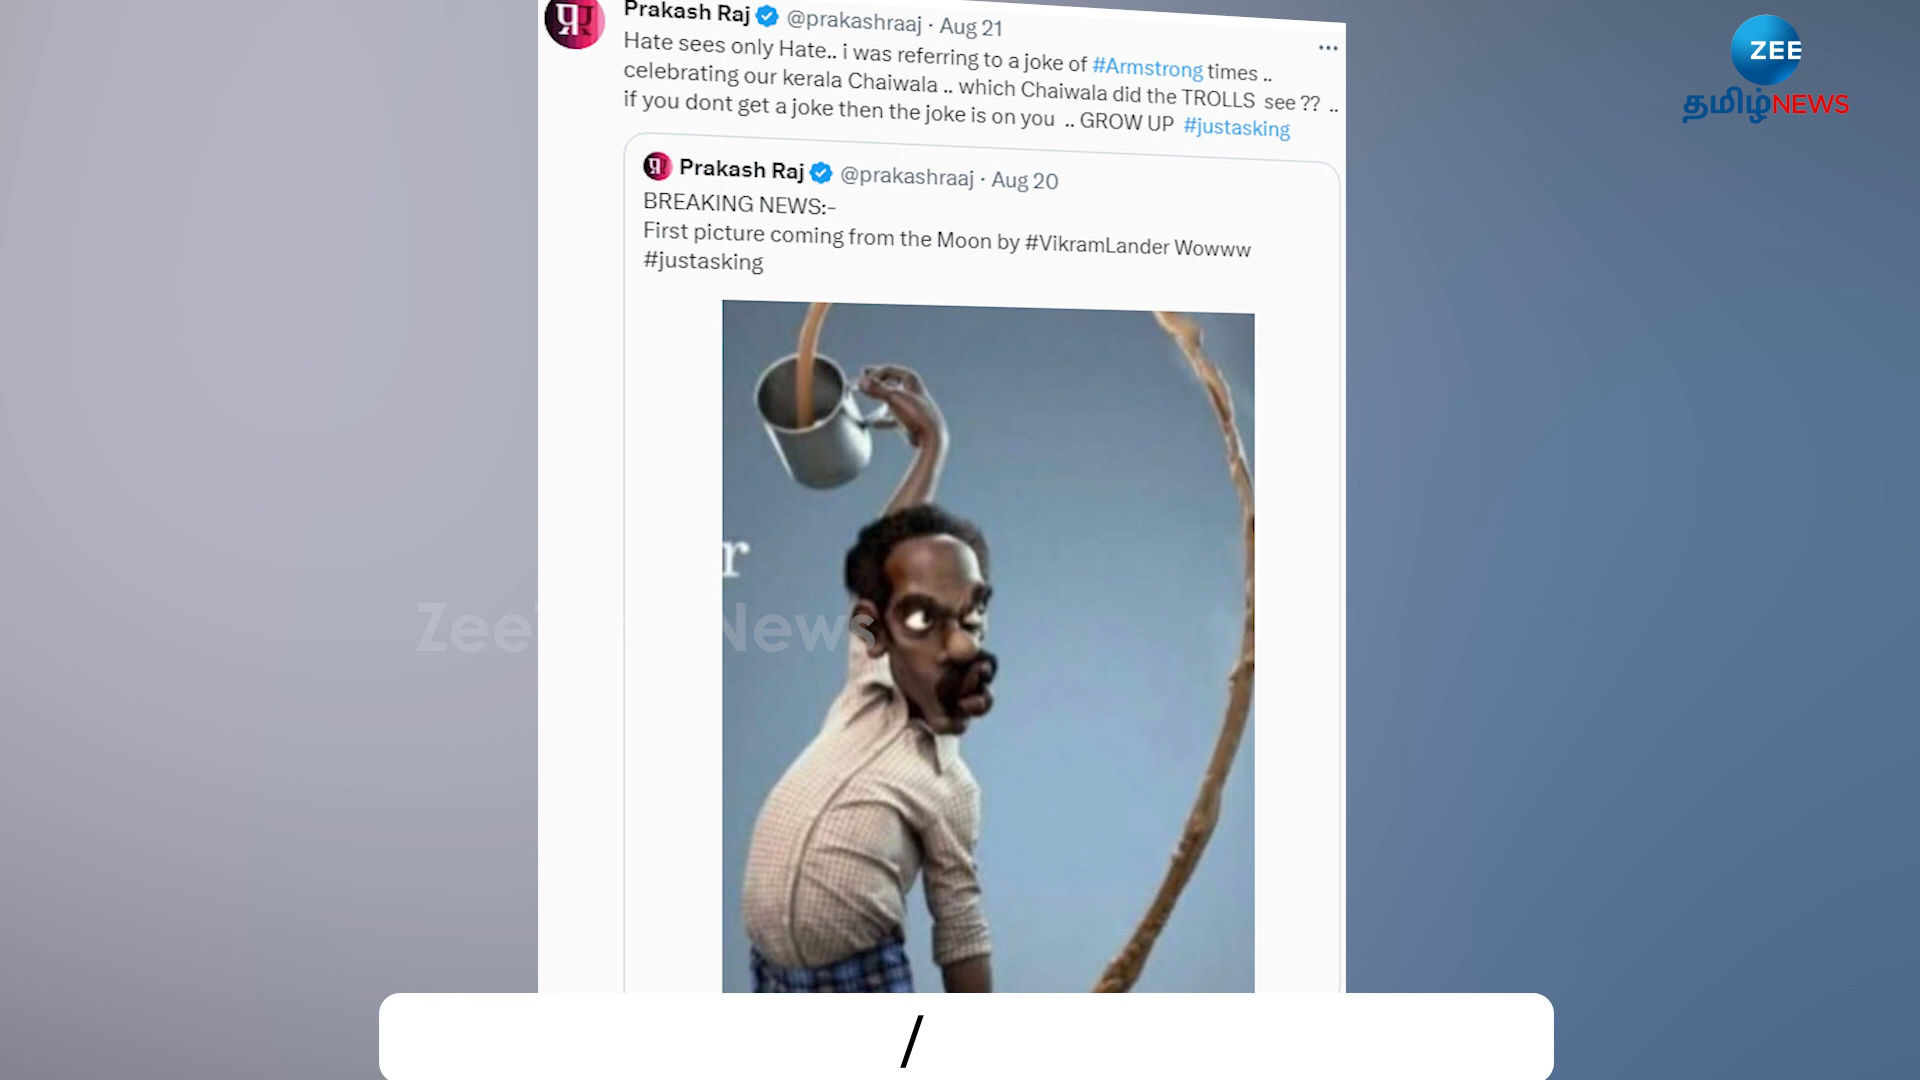 Prakash Raj @prakashraaj · Aug 21
Hate sees only Hate.. i was referring to a joke of #Armstrong times ..
celebrating our kerala Chaiwala .. which Chaiwala did the TROLLS see ?? ..
if you dont get a joke then the joke is on you .. GROW UP #justasking
Prakash Raj @prakashraaj · Aug 20
BREAKING NEWS:-
First picture coming from the Moon by #VikramLander Wowww
#justasking
r
ZEE
தமிழ்NEWS
News
/